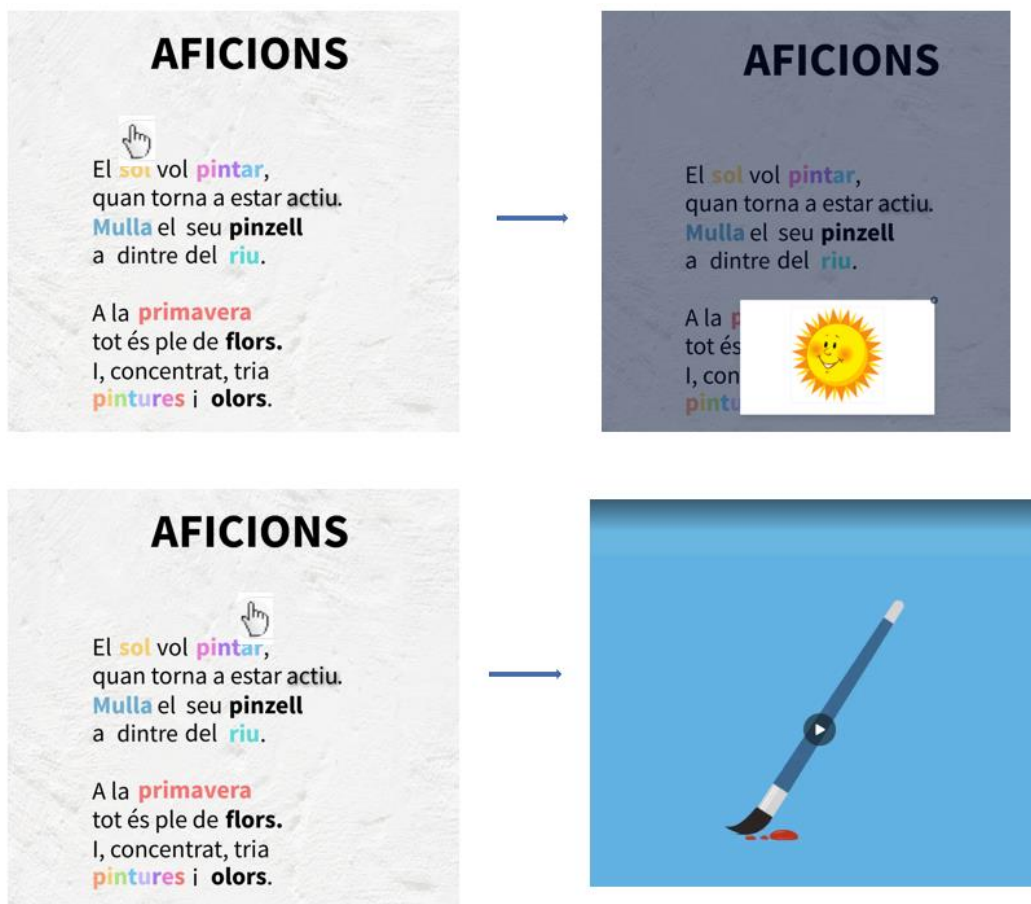 AFICIONS
El sol vol pintar,
quan torna a estar actiu.
Mulla el seu pinzell
a dintre del riu.
A la primavera
tot és ple de flors.
I, concentrat, tria
pintures i olors.
AFICIONS
El sol vol pintar,
quan torna a estar actiu.
Mulla el seu pinzell
a dintre del riu.
A la p
tot és
I, con
pintu
AFICIONS
El sol vol pintar,
quan torna a estar actiu.
Mulla el seu pinzell
a dintre del riu.
A la primavera
tot és ple de flors.
I, concentrat, tria
pintures i olors.